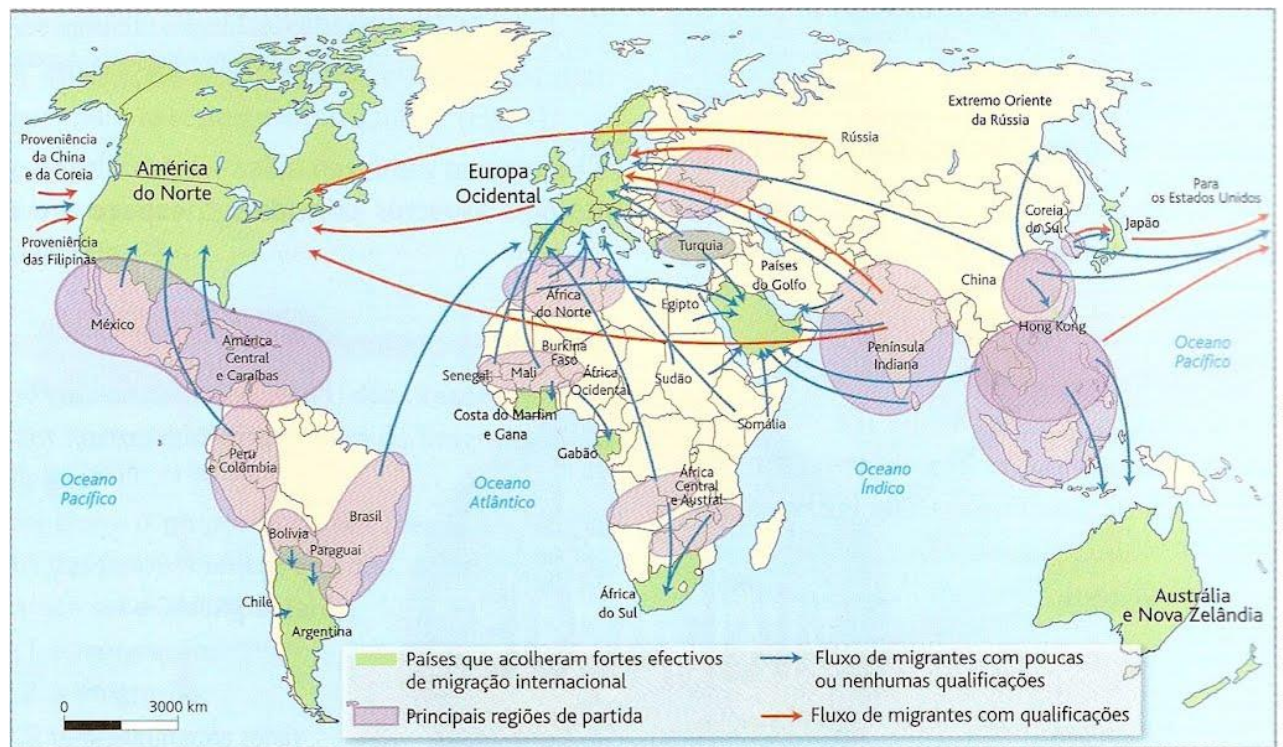 Proveniência
da China
e da Coreia
Proveniência
das Filipinas
América
do Norte
Europa
Ocidental
Rússia
Extremo Oriente
da Rússia
Para
os Estados Unidos
Coreia
do Sul
Japão
Turquia
Países
do Golfo
China
Hong Kong
México
América
Central
e Caraíbas
África
do Norte
Egipto
Península
Indiana
Oceano
Pacífico
Senegal
Mali
Burkina
Faso
África
Ocidental
Sudão
Costa do Marfim
e Gana
Somália
Gabão
Peru
e Colômbia
Oceano
Pacífico
Oceano
Atlântico
África
Central
e Austral
Oceano
Índico
Brasil
Bolívia
Paraguai
Chile
Argentina
África
do Sul
Austrália
e Nova Zelândia
Países que acolheram fortes efectivos
de migração internacional
Principais regiões de partida
Fluxo de migrantes com poucas
ou nenhumas qualificações
Fluxo de migrantes com qualificações
0 3000 km